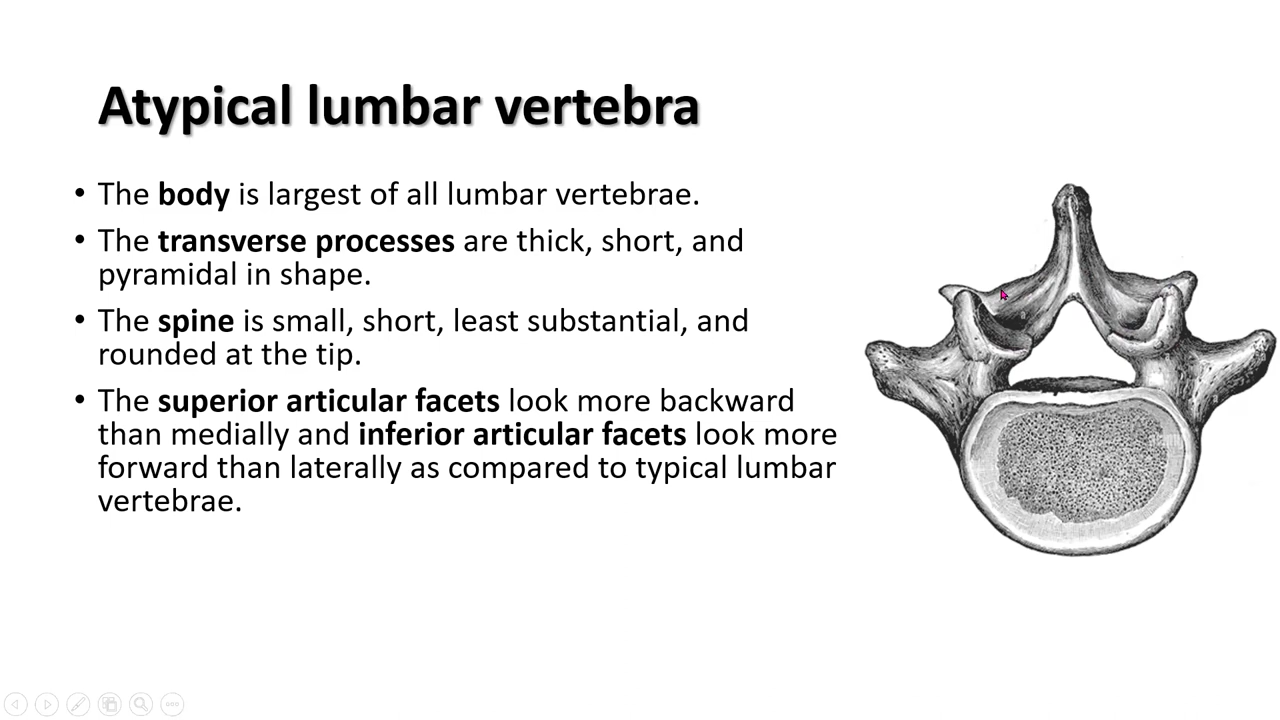 Atypical lumbar vertebra
• The body is largest of all lumbar vertebrae.
• The transverse processes are thick, short, and
pyramidal in shape.
• The spine is small, short, least substantial, and
rounded at the tip.
• The superior articular facets look more backward
than medially and inferior articular facets look more
forward than laterally as compared to typical lumbar
vertebrae.